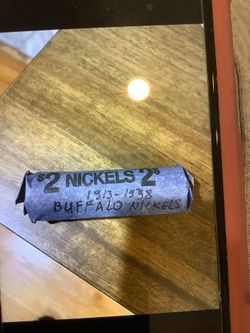 $2 NICKELS 2$
1913-1938
BUFFALO NICKELS